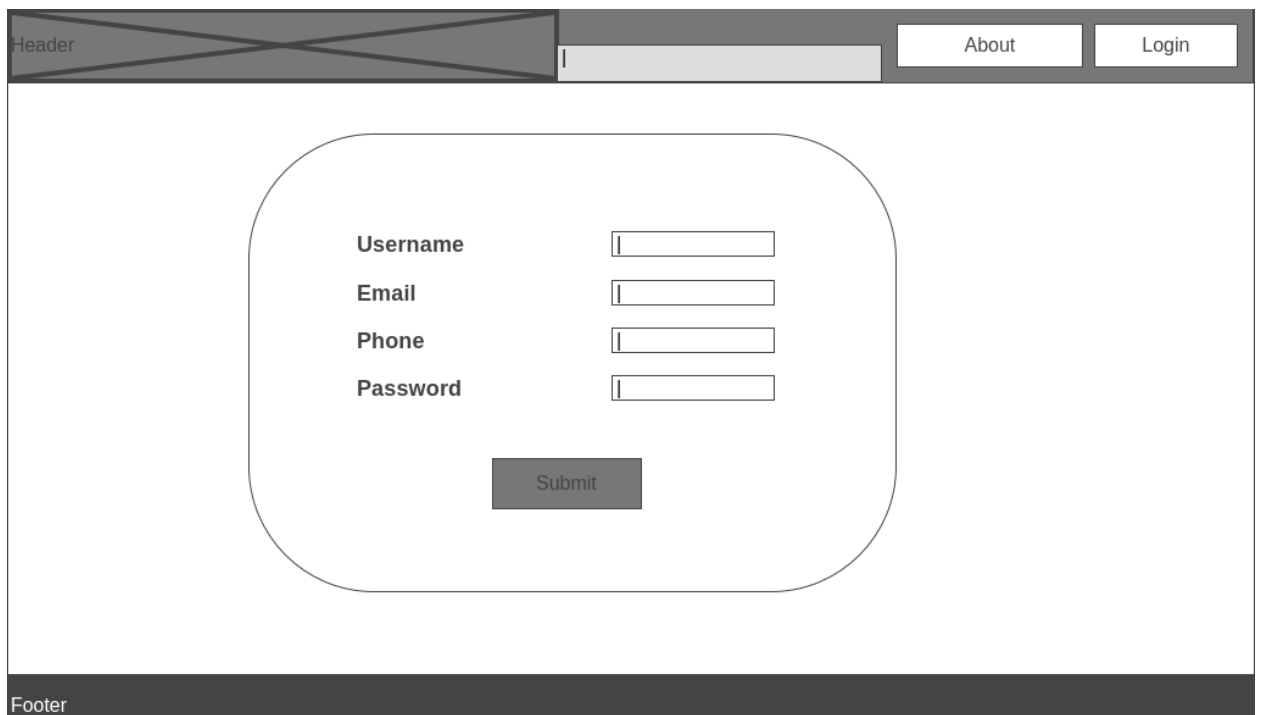 Header
About
Login
Username
Email
Phone
Password
Submit
Footer